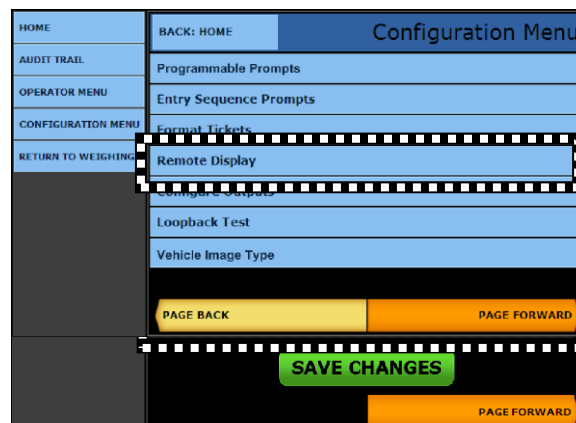 HOME
AUDIT TRAIL
OPERATOR MENU
CONFIGURATION MENU
RETURN TO WEIGHING
BACK: HOME
Configuration Menu
Programmable Prompts
Entry Sequence Prompts
Format Tickets
Remote Display
Configure Outputs
Loopback Test
Vehicle Image Type
PAGE BACK
PAGE FORWARD
SAVE CHANGES
PAGE FORWARD